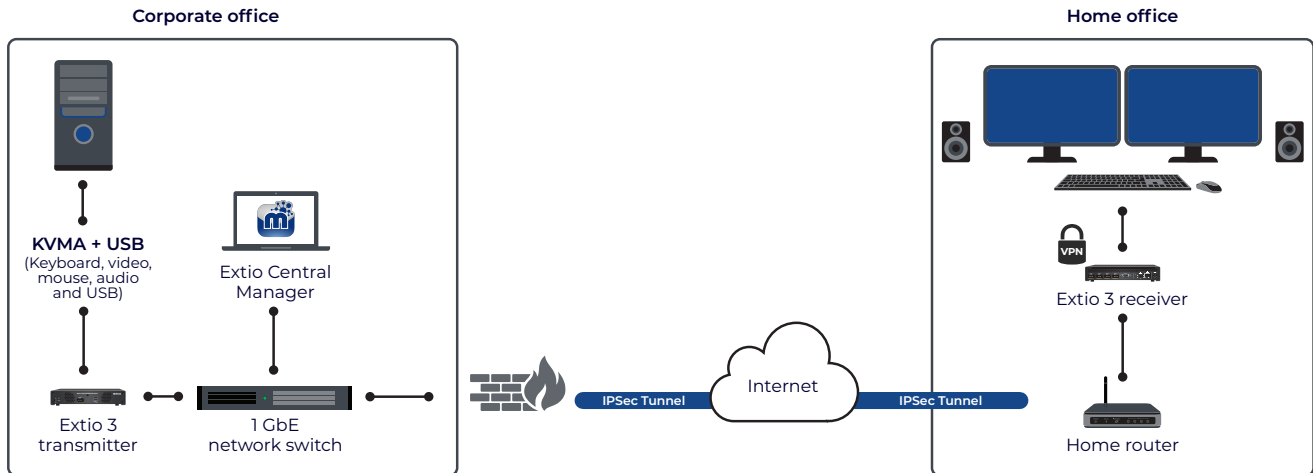 Corporate office
KVMA + USB
(Keyboard, video,
mouse, audio
and USB)
Extio Central
Manager
Extio 3
transmitter
1 GbE
network switch
IPSec Tunnel
Internet
IPSec Tunnel
Home office
VPN
Extio 3 receiver
Home router
m